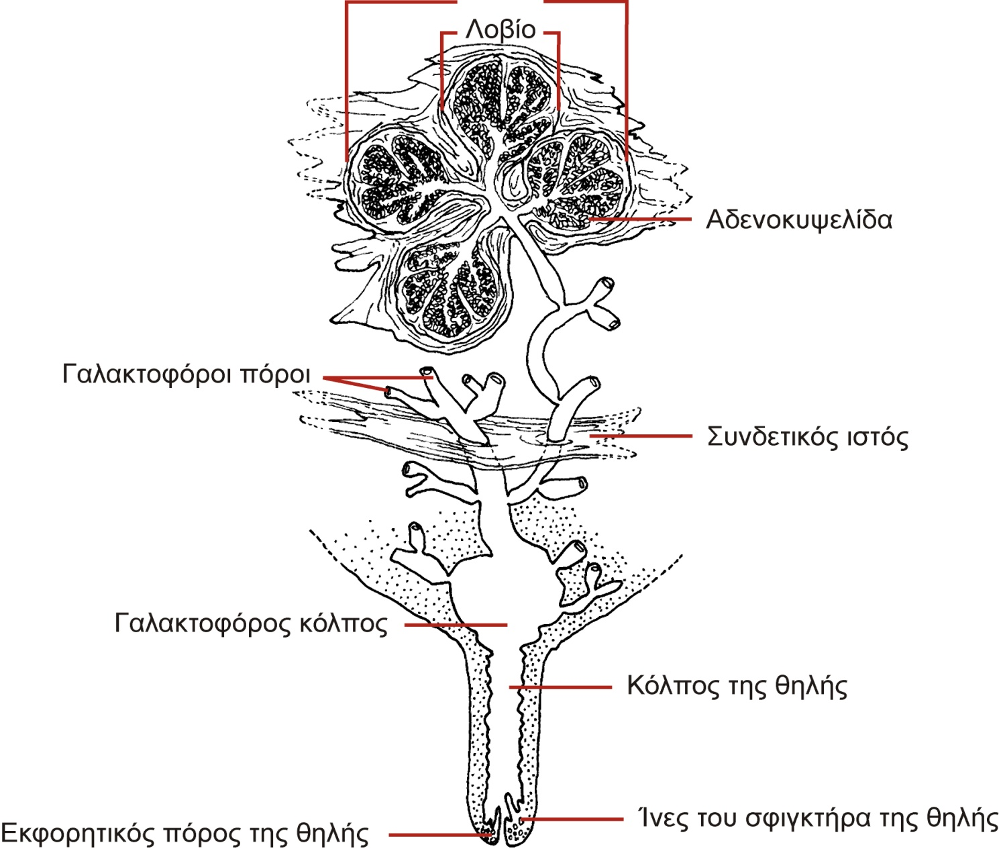 Λοβίο
Αδενοκυψελίδα
Γαλακτοφόροι πόροι
Συνδετικός ιστός
Γαλακτοφόρος κόλπος
Κόλπος της θηλής
Ίνες του σφιγκτήρα της θηλής
Εκφορητικός πόρος της θηλής